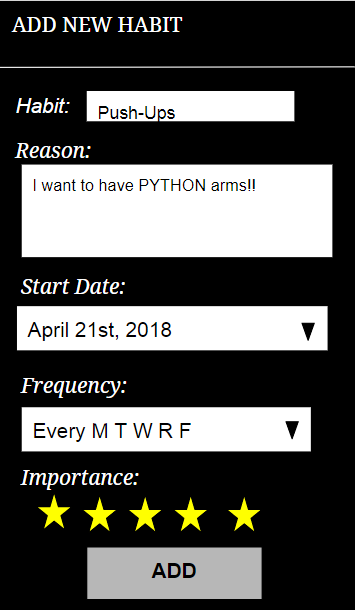 ADD NEW HABIT
Habit: Push-Ups
Reason:
I want to have PYTHON arms!!
Start Date:
April 21st, 2018
Frequency:
Every M T W R F
Importance:
ADD